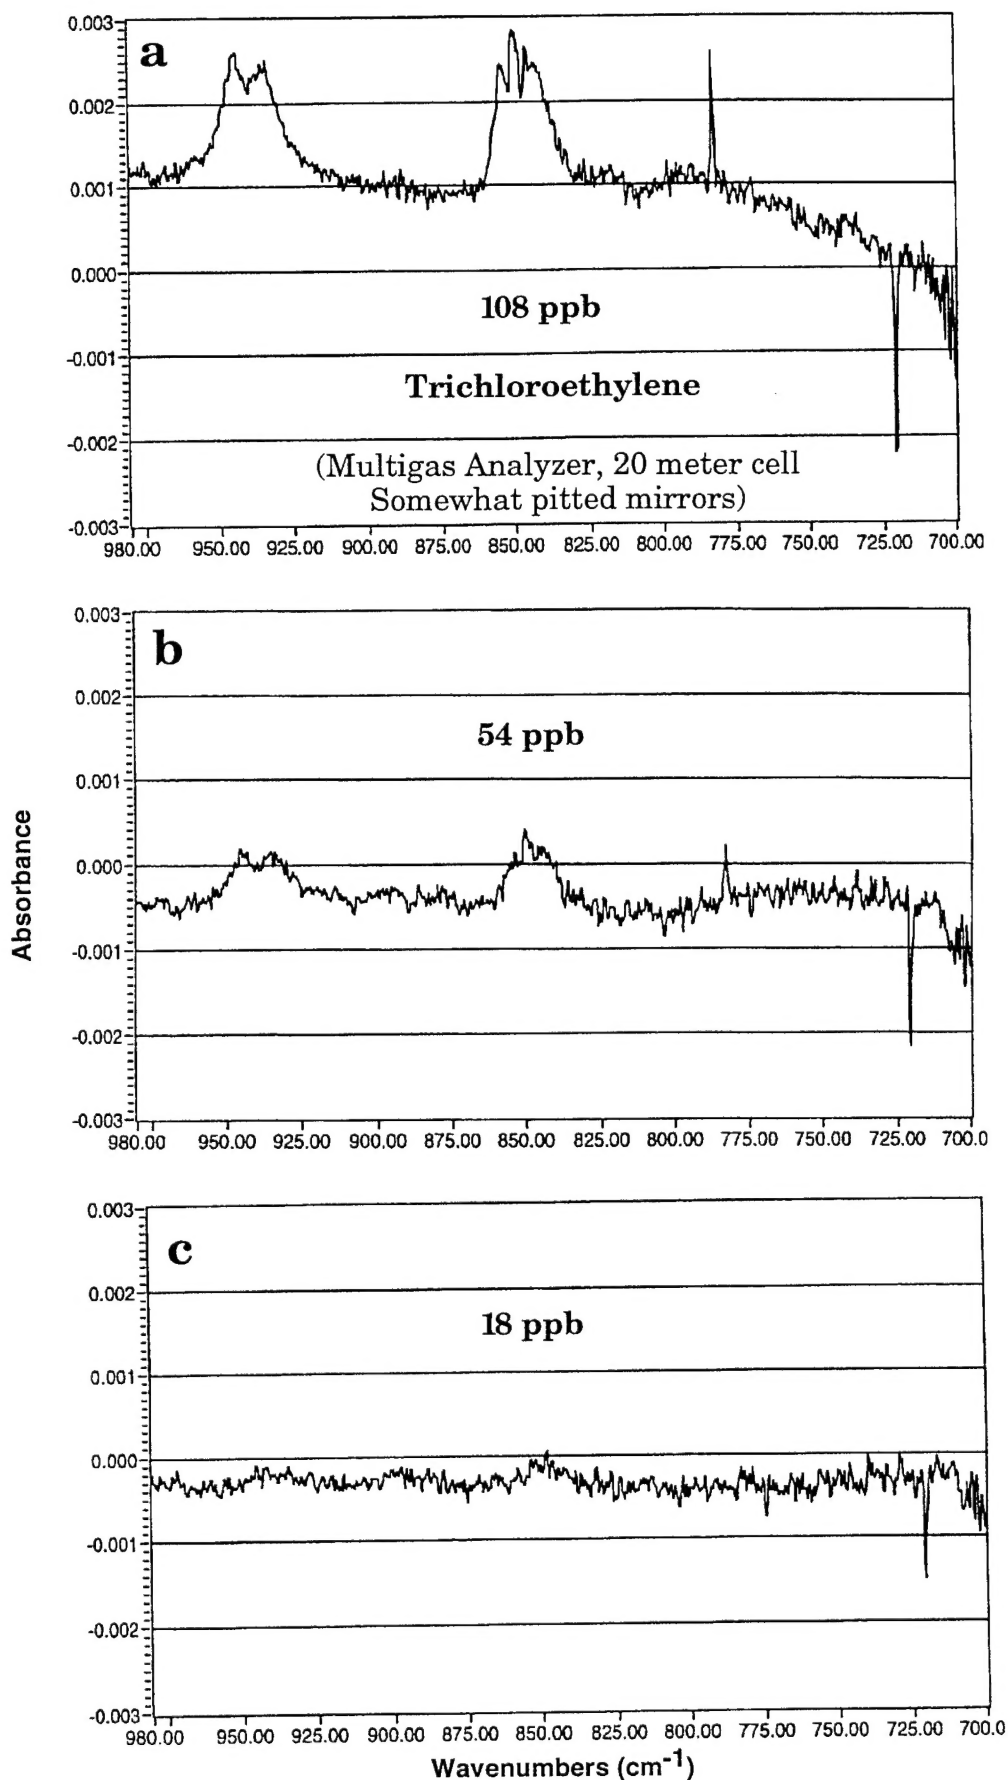 a
0.003
0.002
0.001
0.000
-0.001
-0.002
-0.003
108 ppb
Trichloroethylene
(Multigas Analyzer, 20 meter cell
Somewhat pitted mirrors)
980.00 950.00 925.00 900.00 875.00 850.00 825.00 800.00 775.00 750.00 725.00 700.00
b
0.003
0.002
0.001
0.000
-0.001
-0.002
-0.003
54 ppb
980.00 950.00 925.00 900.00 875.00 850.00 825.00 800.00 775.00 750.00 725.00 700.0
Absorbance
c
0.003
0.002
0.001
0.000
-0.001
-0.002
-0.003
18 ppb
980.00 950.00 925.00 900.00 875.00 850.00 825.00 800.00 775.00 750.00 725.00 700.0
Wavenumbers (cm-1)